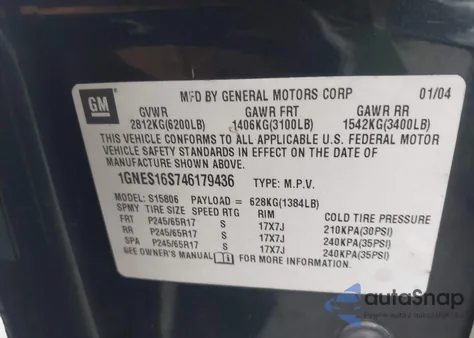 GM
MFD BY GENERAL MOTORS CORP 01/04
GVWR GAWR FRT GAWR RR
2812KG(6200LB) 1406KG(3100LB) 1542KG(3400LB)
THIS VEHICLE CONFORMS TO ALL APPLICABLE U.S. FEDERAL MOTOR
VEHICLE SAFETY STANDARDS IN EFFECT ON THE DATE OF
MANUFACTURE SHOWN ABOVE.
1GNES16S746179436 TYPE: M.P.V.
MODEL: S15806 PAYLOAD = 628KG(1384LB)
SPMY TIRE SIZE SPEED RTG RIM COLD TIRE PRESSURE
FRT P245/65R17 S 17X7J 210KPA(30PSI)
RR P245/65R17 S 17X7J 240KPA(35PSI)
SPA P245/65R17 S 17X7J 240KPA(35PSI)
SEE OWNER'S MANUAL FOR MORE INFORMATION.
autoSnap